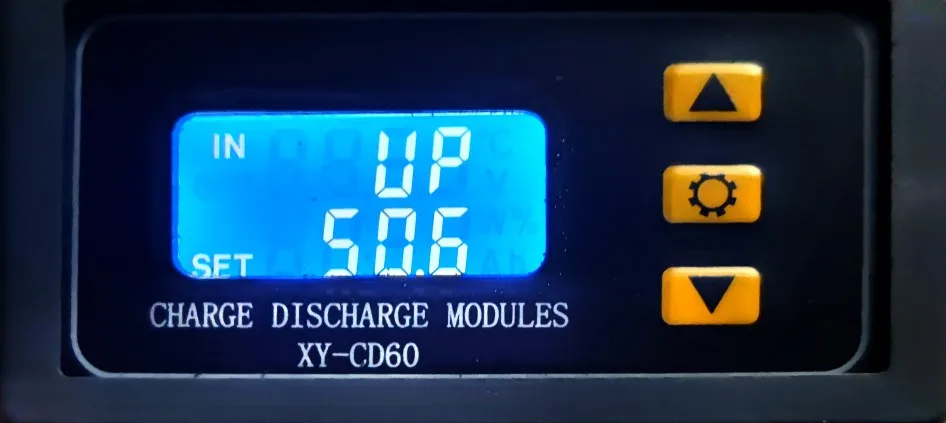 IN UP
SET 50.6
CHARGE DISCHARGE MODULES
XY-CD60